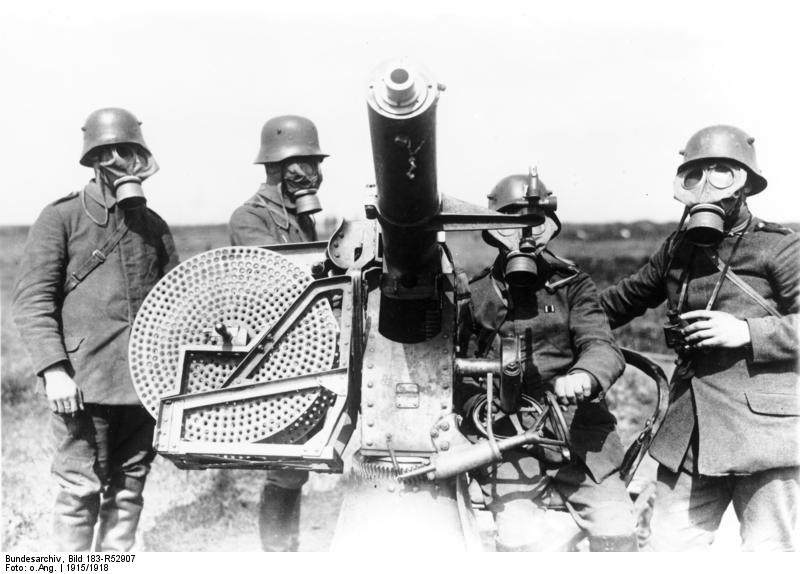 Bundesarchiv, Bild 183-R52907
Foto: o.Ang. | 1915/1918